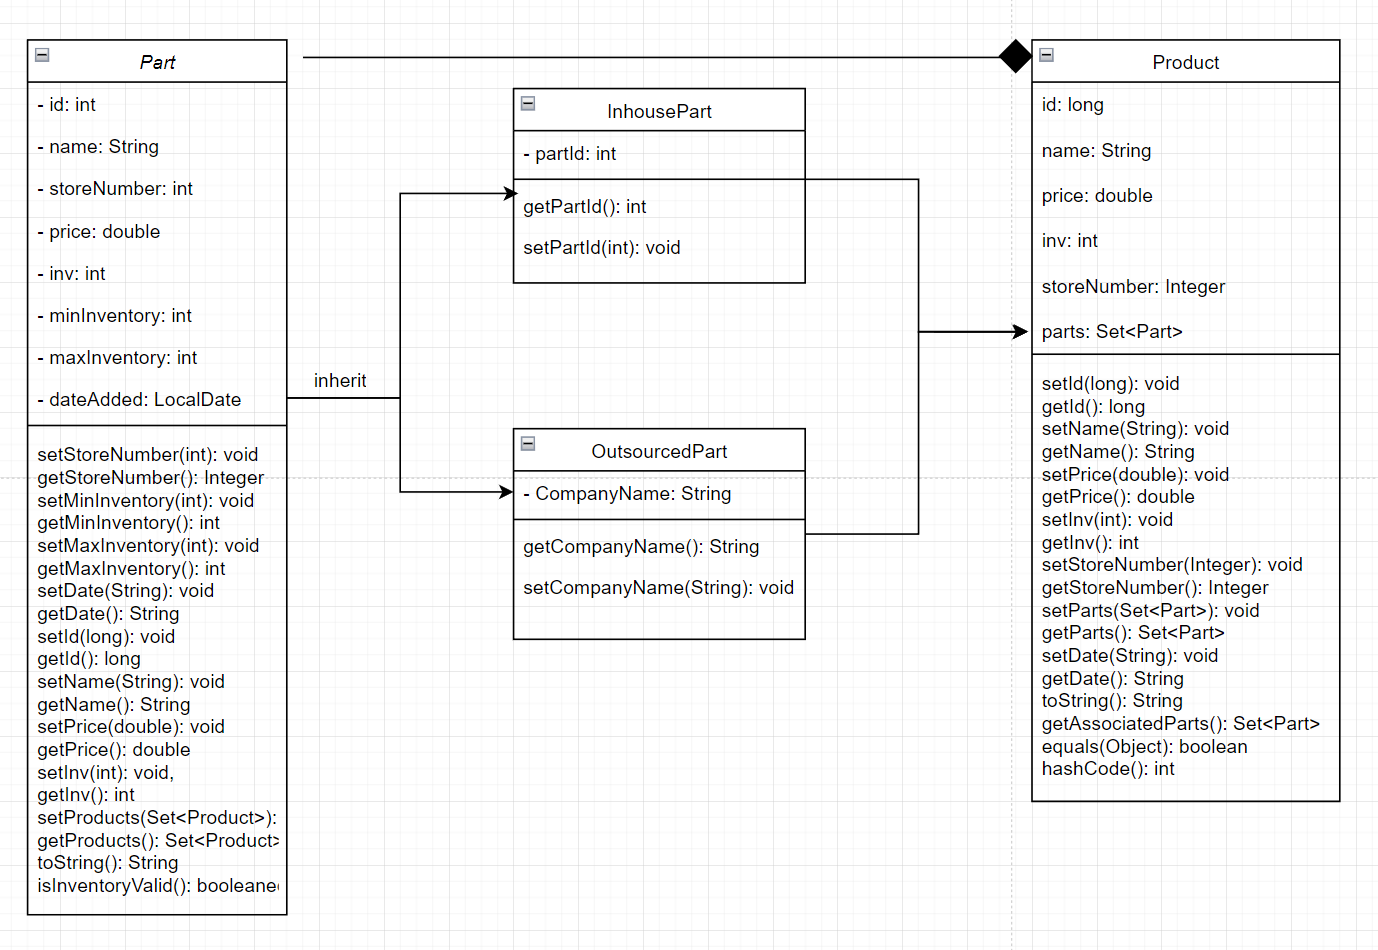 Part
- id: int
- name: String
- storeNumber: int
- price: double
- inv: int
- minInventory: int
- maxInventory: int
- dateAdded: LocalDate
setStoreNumber(int): void
getStoreNumber(): Integer
setMinInventory(int): void
getMinInventory(): int
setMaxInventory(int): void
getMaxInventory(): int
setDate(String): void
getDate(): String
setId(long): void
getId(): long
setName(String): void
getName(): String
setPrice(double): void
getPrice(): double
setInv(int): void,
getInv(): int
setProducts(Set<Product>):
getProducts(): Set<Product>
toString(): String
isInventoryValid(): booleane
inherit
InhousePart
- partId: int
getPartId(): int
setPartId(int): void
OutsourcedPart
- CompanyName: String
getCompanyName(): String
setCompanyName(String): void
Product
id: long
name: String
price: double
inv: int
storeNumber: Integer
parts: Set<Part>
setId(long): void
getId(): long
setName(String): void
getName(): String
setPrice(double): void
getPrice(): double
setInv(int): void
getInv(): int
setStoreNumber(Integer): void
getStoreNumber(): Integer
setParts(Set<Part>): void
getParts(): Set<Part>
setDate(String): void
getDate(): String
toString(): String
getAssociatedParts(): Set<Part>
equals(Object): boolean
hashCode(): int